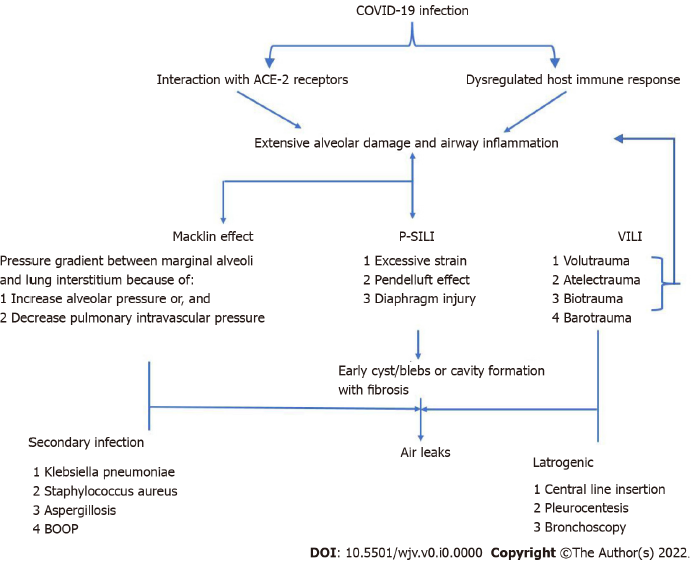 COVID-19 infection
Interaction with ACE-2 receptors
Dysregulated host immune response
Extensive alveolar damage and airway inflammation
Macklin effect
Pressure gradient between marginal alveoli
and lung interstitium because of:
1 Increase alveolar pressure or, and
2 Decrease pulmonary intravascular pressure
P-SILI
1 Excessive strain
2 Pendelluft effect
3 Diaphragm injury
VILI
1 Volutrauma
2 Atelectrauma
3 Biotrauma
4 Barotrauma
Early cyst/blebs or cavity formation
with fibrosis
Secondary infection
1 Klebsiella pneumoniae
2 Staphylococcus aureus
3 Aspergillosis
4 BOOP
Air leaks
Latrogenic
1 Central line insertion
2 Pleurocentesis
3 Bronchoscopy
DOI: 10.5501/wjv.v0.i0.0000 Copyright ©The Author(s) 2022.